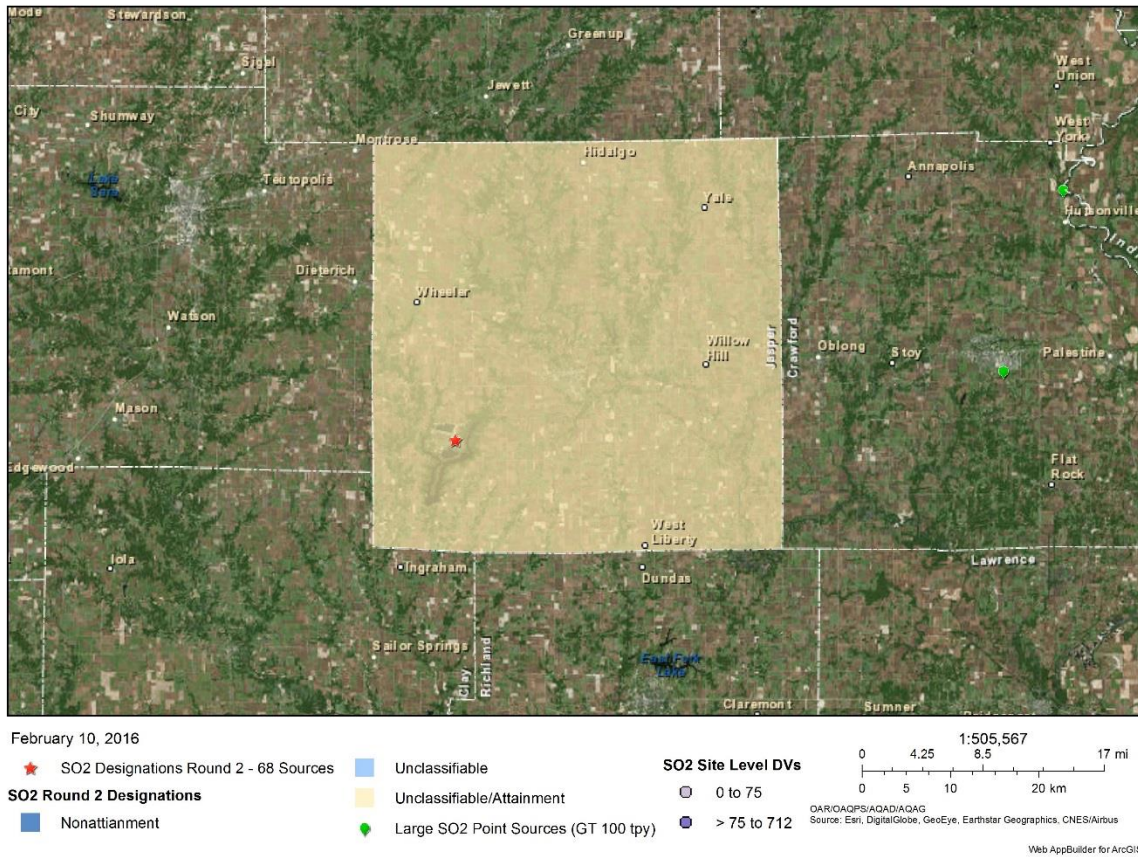 Mode
Stewardson
Greenup
Sigel
Jewett
West
Union
City
Shumway
West
York
Montrose
Hidalgo
Annapolis
Lake
Sara
Teutopolis
Yale
Hutsonville
Dieterich
Wheeler
Watson
Willow
Hill
Jasper
Crawford
Oblong
Stoy
Palestine
Mason
Edgewood
Flat
Rock
West
Liberty
Iola
Ingraham
Dundas
Lawrence
Sailor Springs
Clay
Richland
East Fork
Lake
Claremont
Sumner
February 10, 2016
SO2 Designations Round 2 - 68 Sources
SO2 Round 2 Designations
Nonattianment
Unclassifiable
Unclassifiable/Attainment
Large SO2 Point Sources (GT 100 tpy)
SO2 Site Level DVs
0 to 75
> 75 to 712
1:505,567
0 4.25 8.5 17 mi
0 5 10 20 km
OAR/OAQPS/AQAD/AQAG
Source: Esri, DigitalGlobe, GeoEye, Earthstar Geographics, CNES/Airbus
Web AppBuilder for ArcGIS